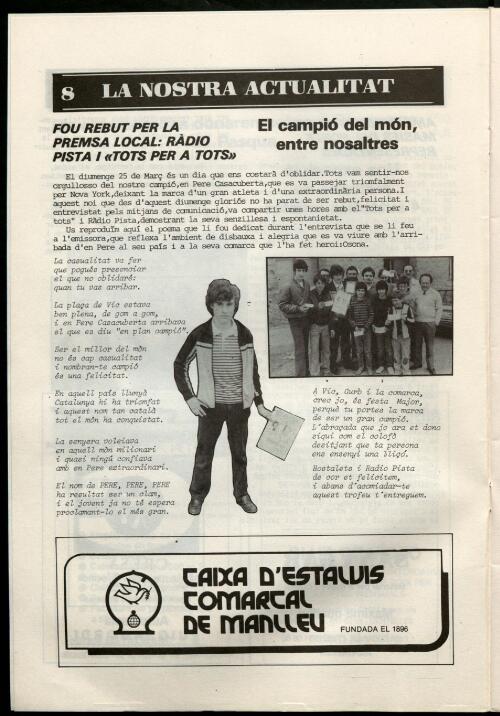 8 LA NOSTRA ACTUALITAT
FOU REBUT PER LA
PREMSA LOCAL: RÀDIO
PISTA I «TOTS PER A TOTS»
El campió del món,
entre nosaltres
El diumenge 25 de Març és un dia que ens costarà d'oblidar.Tots vam sentir-nos
orgullosso del nostre campió,en Pere Casacuberta,que es va passejar triomfalment
per Nova York,deixant la marca d'un gran atleta i d'una extraordinària persona.I
aquest noi que des d'aquest diumenge gloriós no ha parat de ser rebut,felicitat i
entrevistat pels mitjans de comunicació,va compartir unes hores amb el"Tots per a
tots" i Ràdio Pista,demostrant la seva senzillesa i espontanietat.
Us reproduïm aquí el poema que li fou dedicat durant l'entrevista que se li feu
a l'emissora,que reflexa l'ambient de disbauxa i alegria que es va viure amb l'arri-
bada d'en Pere al seu país i a la seva comarca que l'ha fet heroi:Osona.
La casualitat va fer
que pogués presenciar
el que no oblidaré:
quan tu vas arribar.
La plaça de Vic estava
ben plena, de gom a gom,
i en Pere Casacuberta arribava
el que es diu "en plan campió".
Ser el millor del món
no és cap casualitat
i nombran-te campió
és una felicitat.
En aquell país llunyà
Catalunya hi ha triomfat
i aquest nom tan català
tot el món ha conquistat.
La senyera voleiava
en aquell món milionari
i quasi ningú confiava
amb en Pere extraordinari.
El nom de PERE, PERE, PERE
ha resultat ser un clam,
i el jovent ja no té espera
proclamant-lo el més gran.
A Vic, Gurb i la comarca,
crec jo, és festa Major,
perquè tu portes la marca
de ser un gran campió.
L'abraçada que jo ara et dono
siqui com el colofò
desitjant que ta persona
ens ensenyi una lliçó.
Hostalets i Radio Pista
de cor et felicitem,
i abans d'acomiadar-te
aquest trofeu t'entreguem.
CAIXA D'ESTALVIS
COMARCAL
DE MANLLEU
FUNDADA EL 1896